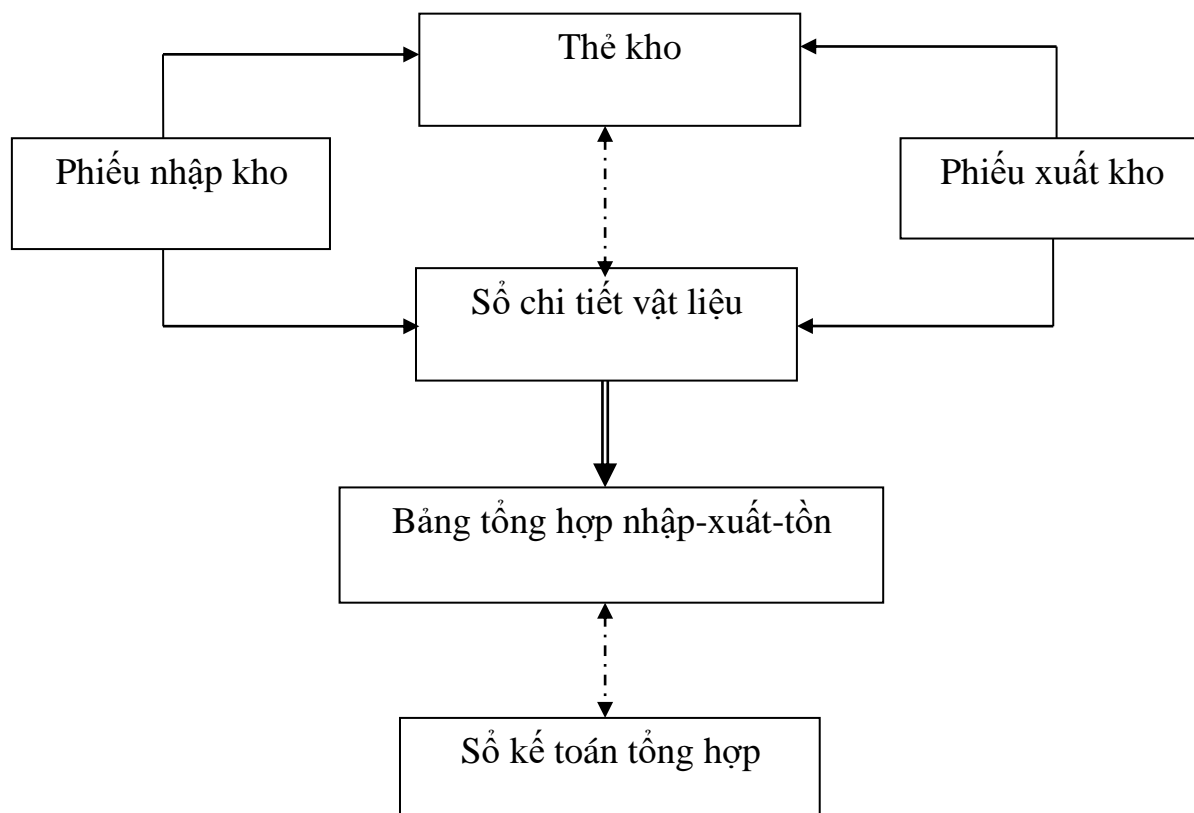 Thẻ kho
Phiếu nhập kho
Phiếu xuất kho
Sổ chi tiết vật liệu
Bảng tổng hợp nhập-xuất-tồn
Sổ kế toán tổng hợp